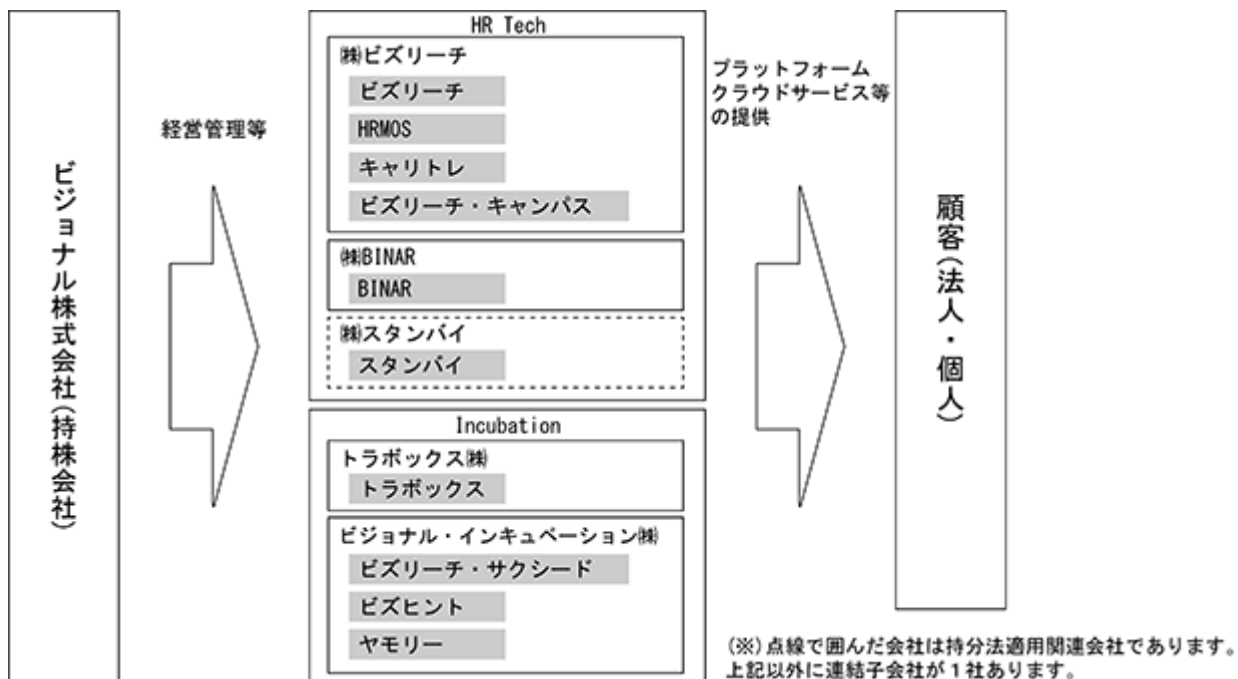 ビジョナル株式会社(持株会社)
経営管理等
HR Tech
㈱ビズリーチ
ビズリーチ
HRMOS
キャリトレ
ビズリーチ・キャンパス
㈱BINAR
BINAR
㈱スタンバイ
スタンバイ
Incubation
トラボックス㈱
トラボックス
ビジョナル・インキュベーション㈱
ビズリーチ・サクシード
ビズヒント
ヤモリー
プラットフォーム
クラウドサービス等
の提供
顧客(法人・個人)
(※)点線で囲んだ会社は持分法適用関連会社であります。
上記以外に連結子会社が1社あります。